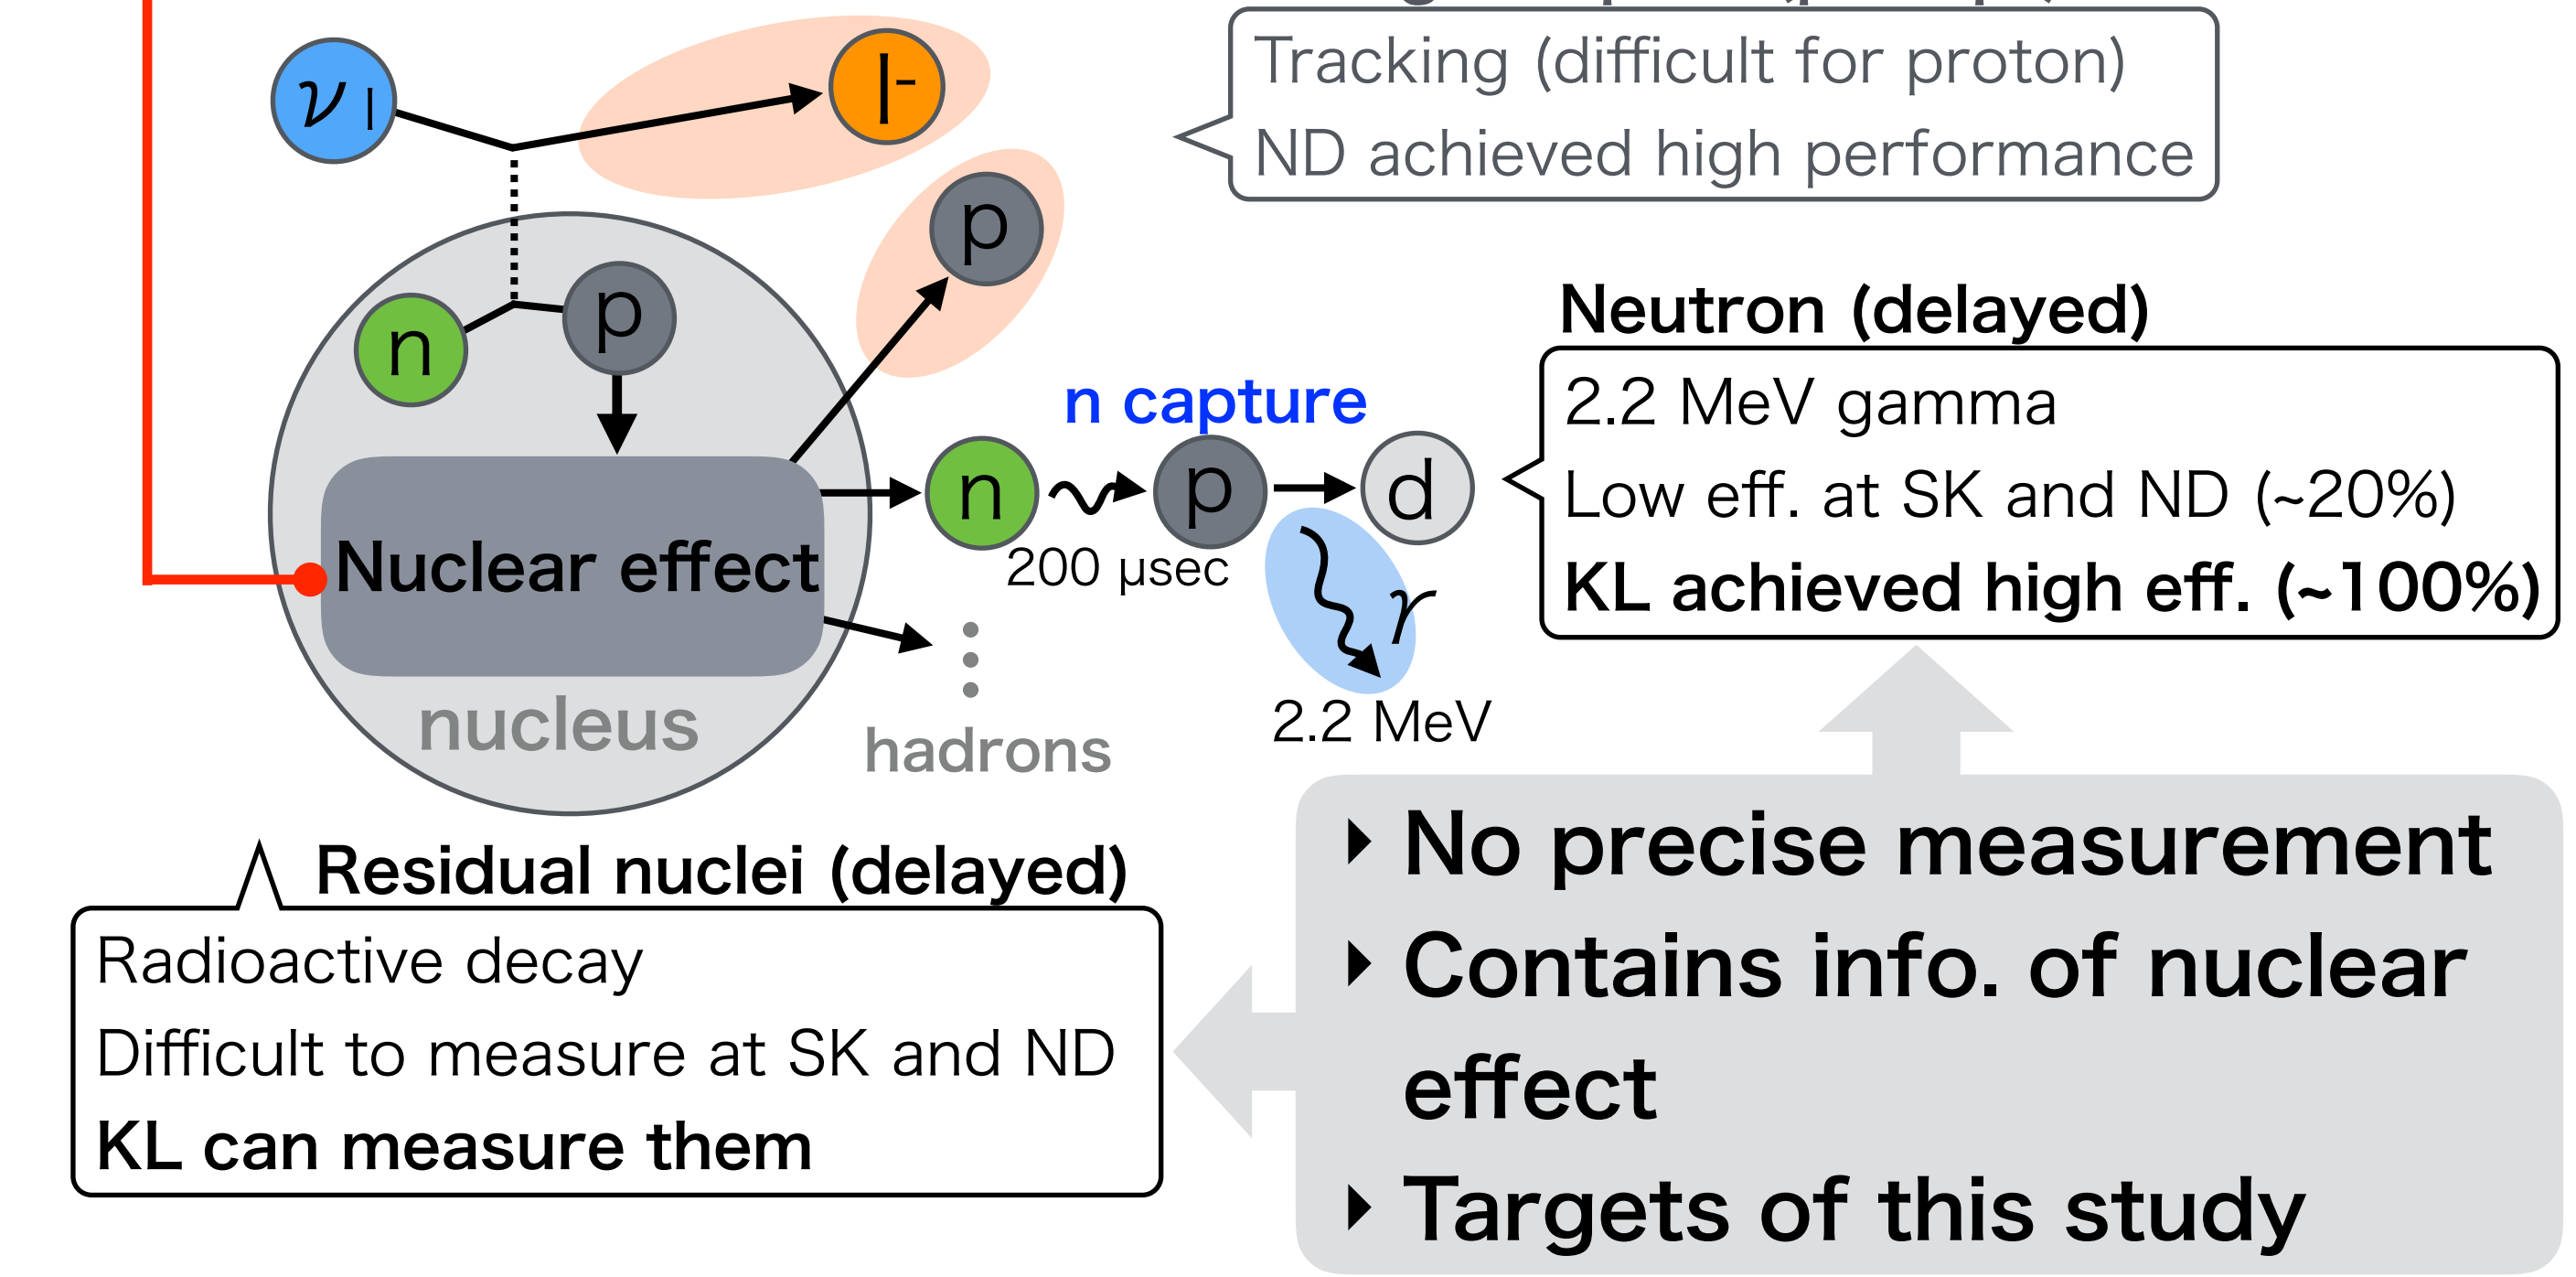 Tracking (difficult for proton)
ND achieved high performance
ν l
l-
p
n
p
Neutron (delayed)
2.2 MeV gamma
Low eff. at SK and ND (~20%)
KL achieved high eff. (~100%)
n capture
n
p
d
200 μsec
γ
2.2 MeV
Nuclear effect
nucleus
hadrons
Residual nuclei (delayed)
Radioactive decay
Difficult to measure at SK and ND
KL can measure them
No precise measurement
Contains info. of nuclear
effect
Targets of this study